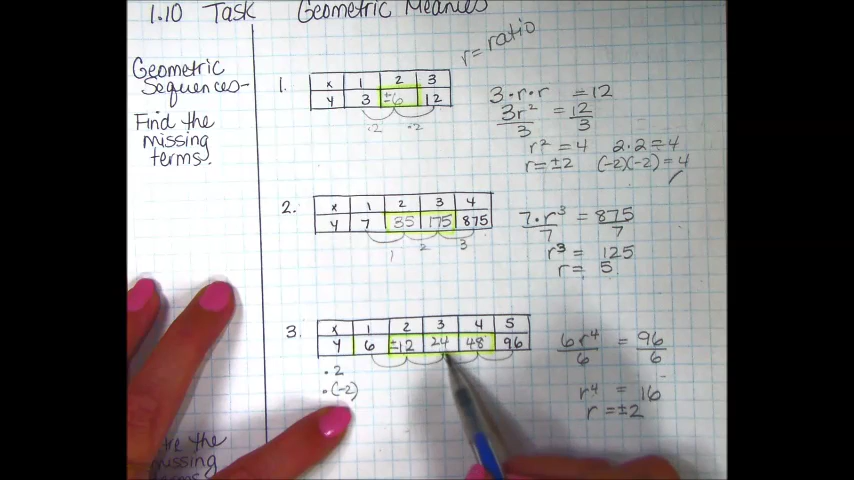 1.10 Task Geometric Meanies
r= ratio
Geometric
Sequences-
Find the
missing
terms.
1.
x 1 2 3
y 3 ±6 12
·2 ·2
3·r·r = 12
3r² = 12
3 3
r² = 4 2·2=4
r=±2 (-2)(-2)=4
2.
x 1 2 3 4
y 7 35 175 875
1 2 3
7·r³ = 875
7 7
r³ = 125
r = 5
3.
x 1 2 3 4 5
y 6 ±12 24 48 96
·2
·(-2)
6r⁴ = 96
6 6
r⁴ = 16
r = ±2
the
missing
terms